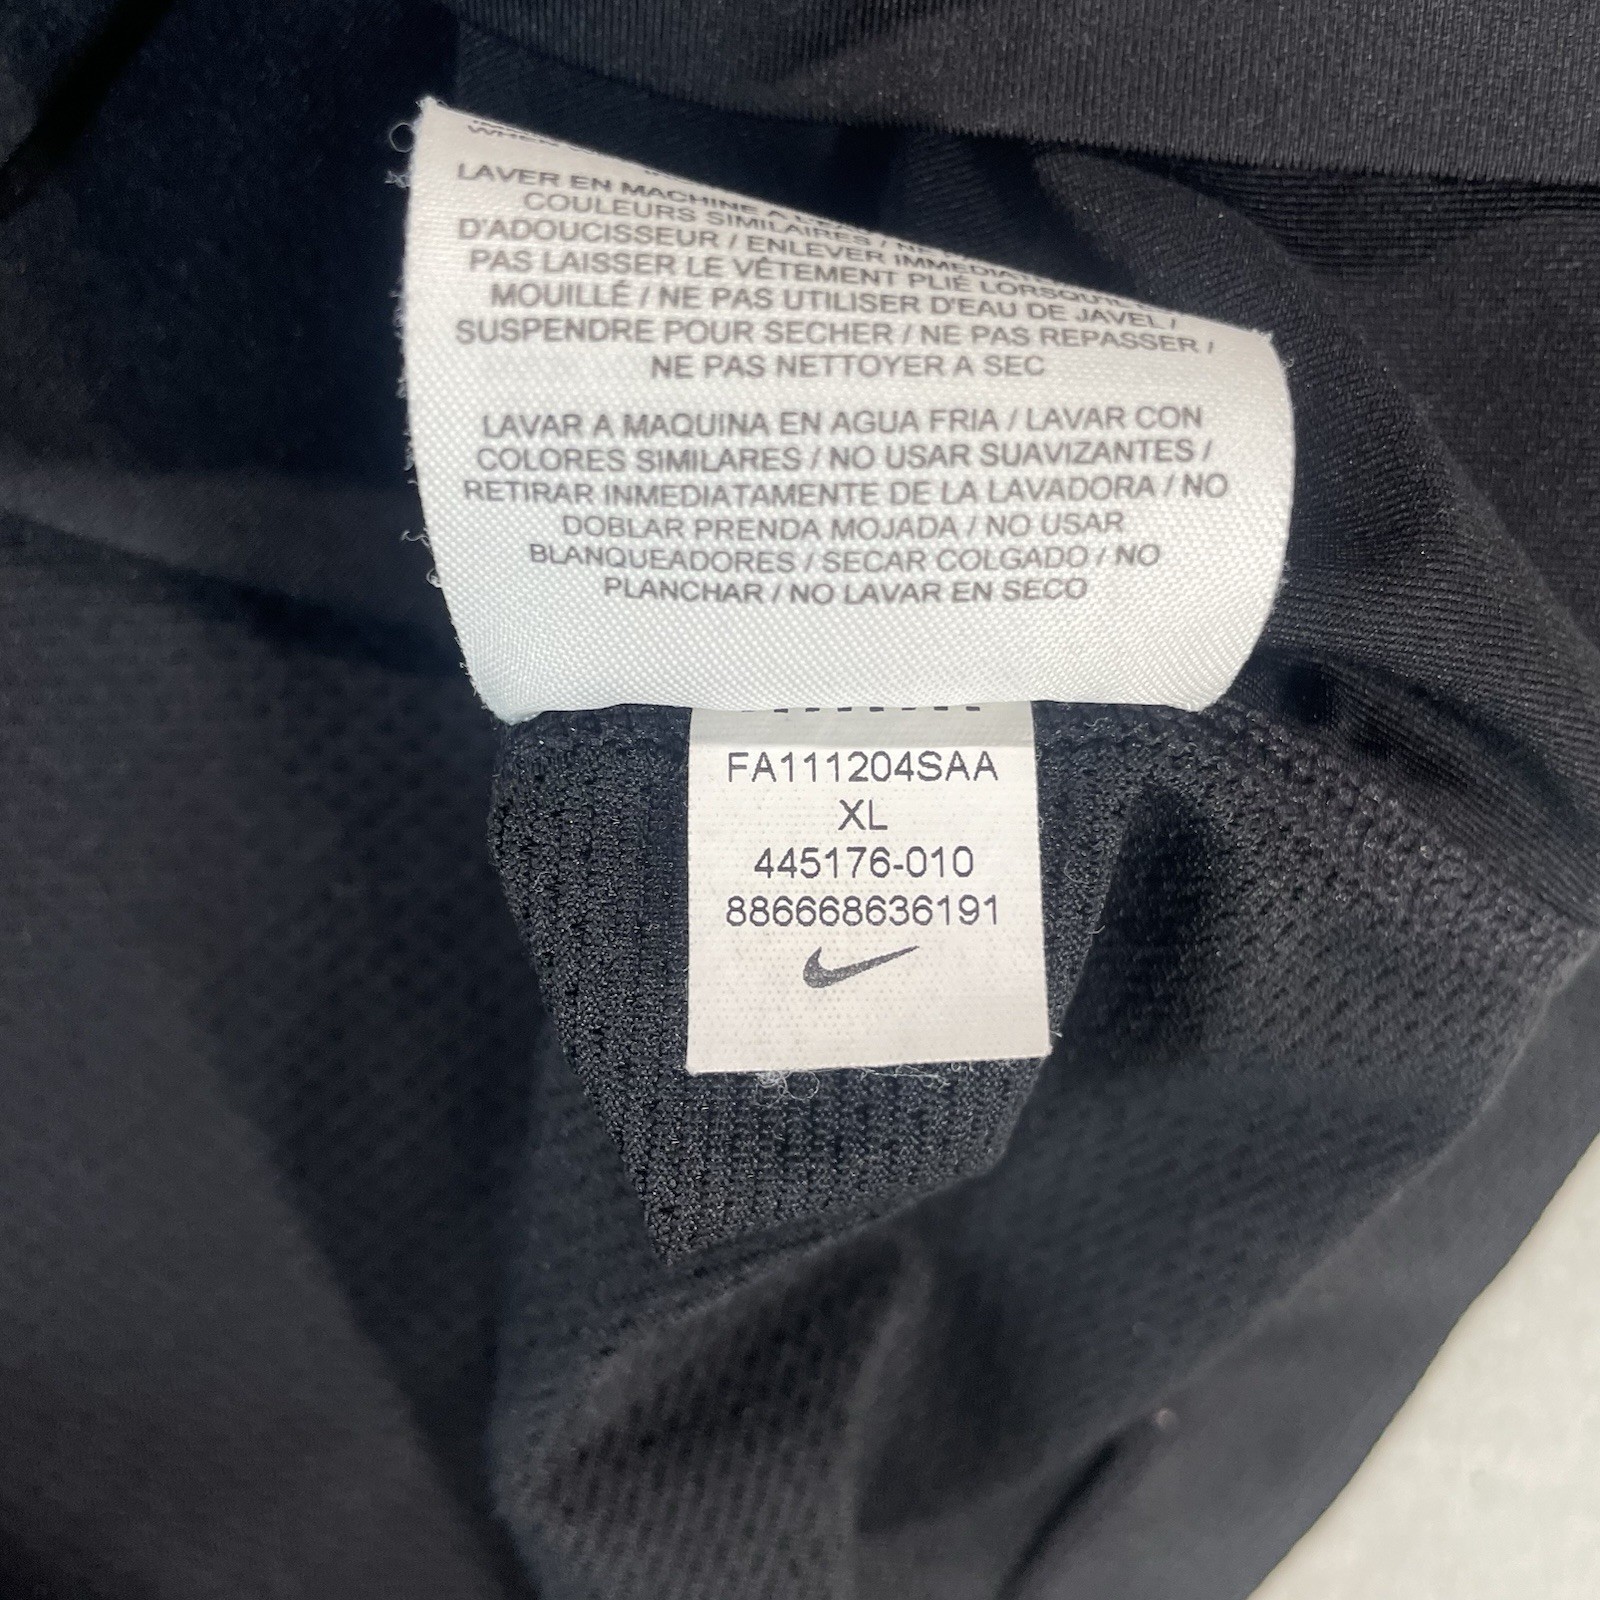 LAVER EN MACHINE A
COULEURS SIMILAIRES /
D'ADOUCISSEUR / ENLEVER
PAS LAISSER LE VÉTEMENT PLIÉ
MOUILLÉ / NE PAS UTILISER D'EAU DE JAVEL /
SUSPENDRE POUR SECHER / NE PAS REPASSER /
NE PAS NETTOYER A SEC
LAVAR A MAQUINA EN AGUA FRIA / LAVAR CON
COLORES SIMILARES / NO USAR SUAVIZANTES /
RETIRAR INMEDIATAMENTE DE LA LAVADORA / NO
DOBLAR PRENDA MOJADA / NO USAR
BLANQUEADORES / SECAR COLGADO / NO
PLANCHAR / NO LAVAR EN SECO
FA111204SAA
XL
445176-010
886668636191